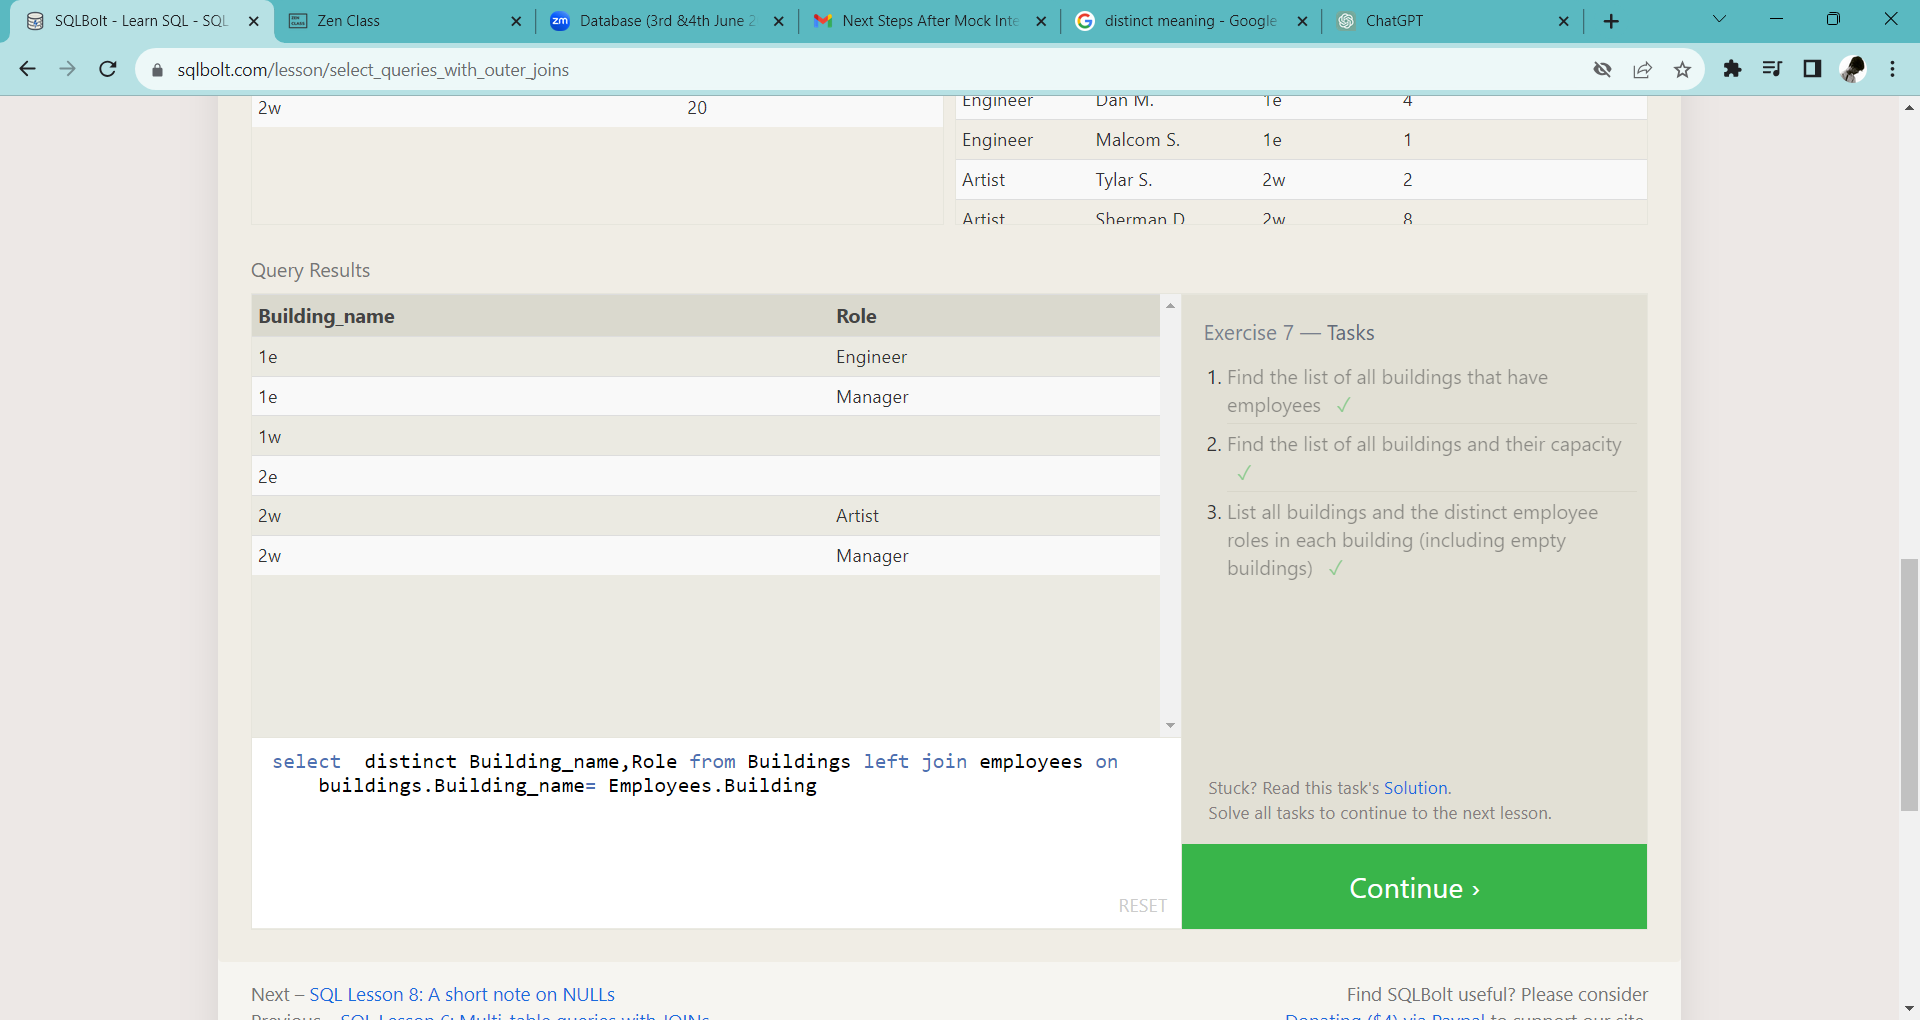 SQLBolt - Learn SQL - SQL
Zen Class
zm Database (3rd &4th June 2
Next Steps After Mock Inte
distinct meaning - Google
ChatGPT
sqlbolt.com/lesson/select_queries_with_outer_joins
2w 20
Engineer Dan M. 1e 4
Engineer Malcom S. 1e 1
Artist Tylar S. 2w 2
Artist Sherman D. 2w 8
Query Results
Building_name Role
1e Engineer
1e Manager
1w
2e
2w Artist
2w Manager
Exercise 7 — Tasks
1. Find the list of all buildings that have
employees ✓
2. Find the list of all buildings and their capacity
✓
3. List all buildings and the distinct employee
roles in each building (including empty
buildings) ✓
select  distinct Building_name,Role from Buildings left join employees on
buildings.Building_name= Employees.Building
RESET
Stuck? Read this task's Solution.
Solve all tasks to continue to the next lesson.
Continue ›
Next – SQL Lesson 8: A short note on NULLs
Previous – SQL Lesson 6: Multi-table queries with JOINs
Find SQLBolt useful? Please consider
Donating ($4) via Paypal to support our site.